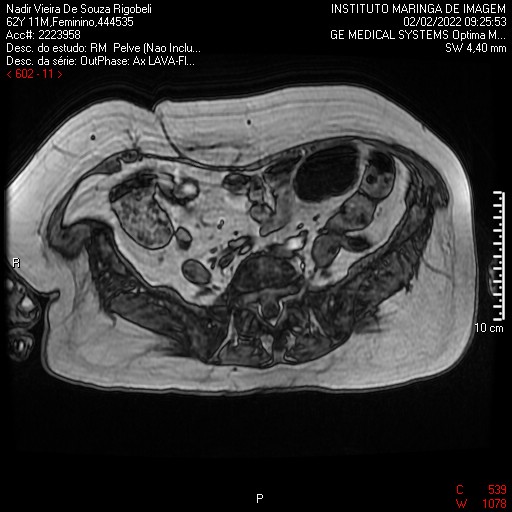 Nadir Vieira De Souza Rigobeli
62Y 11M,Feminino,444535
Acc#: 2223958
Desc. do estudo: RM Pelve (Nao Inclu...
Desc. da série: OutPhase: Ax LAVA-Fl...
< 602 - 11 >
INSTITUTO MARINGA DE IMAGEM
02/02/2022 09:25:53
GE MEDICAL SYSTEMS Optima M...
SW 4,40 mm
R
10 cm
P
C 539
W 1078